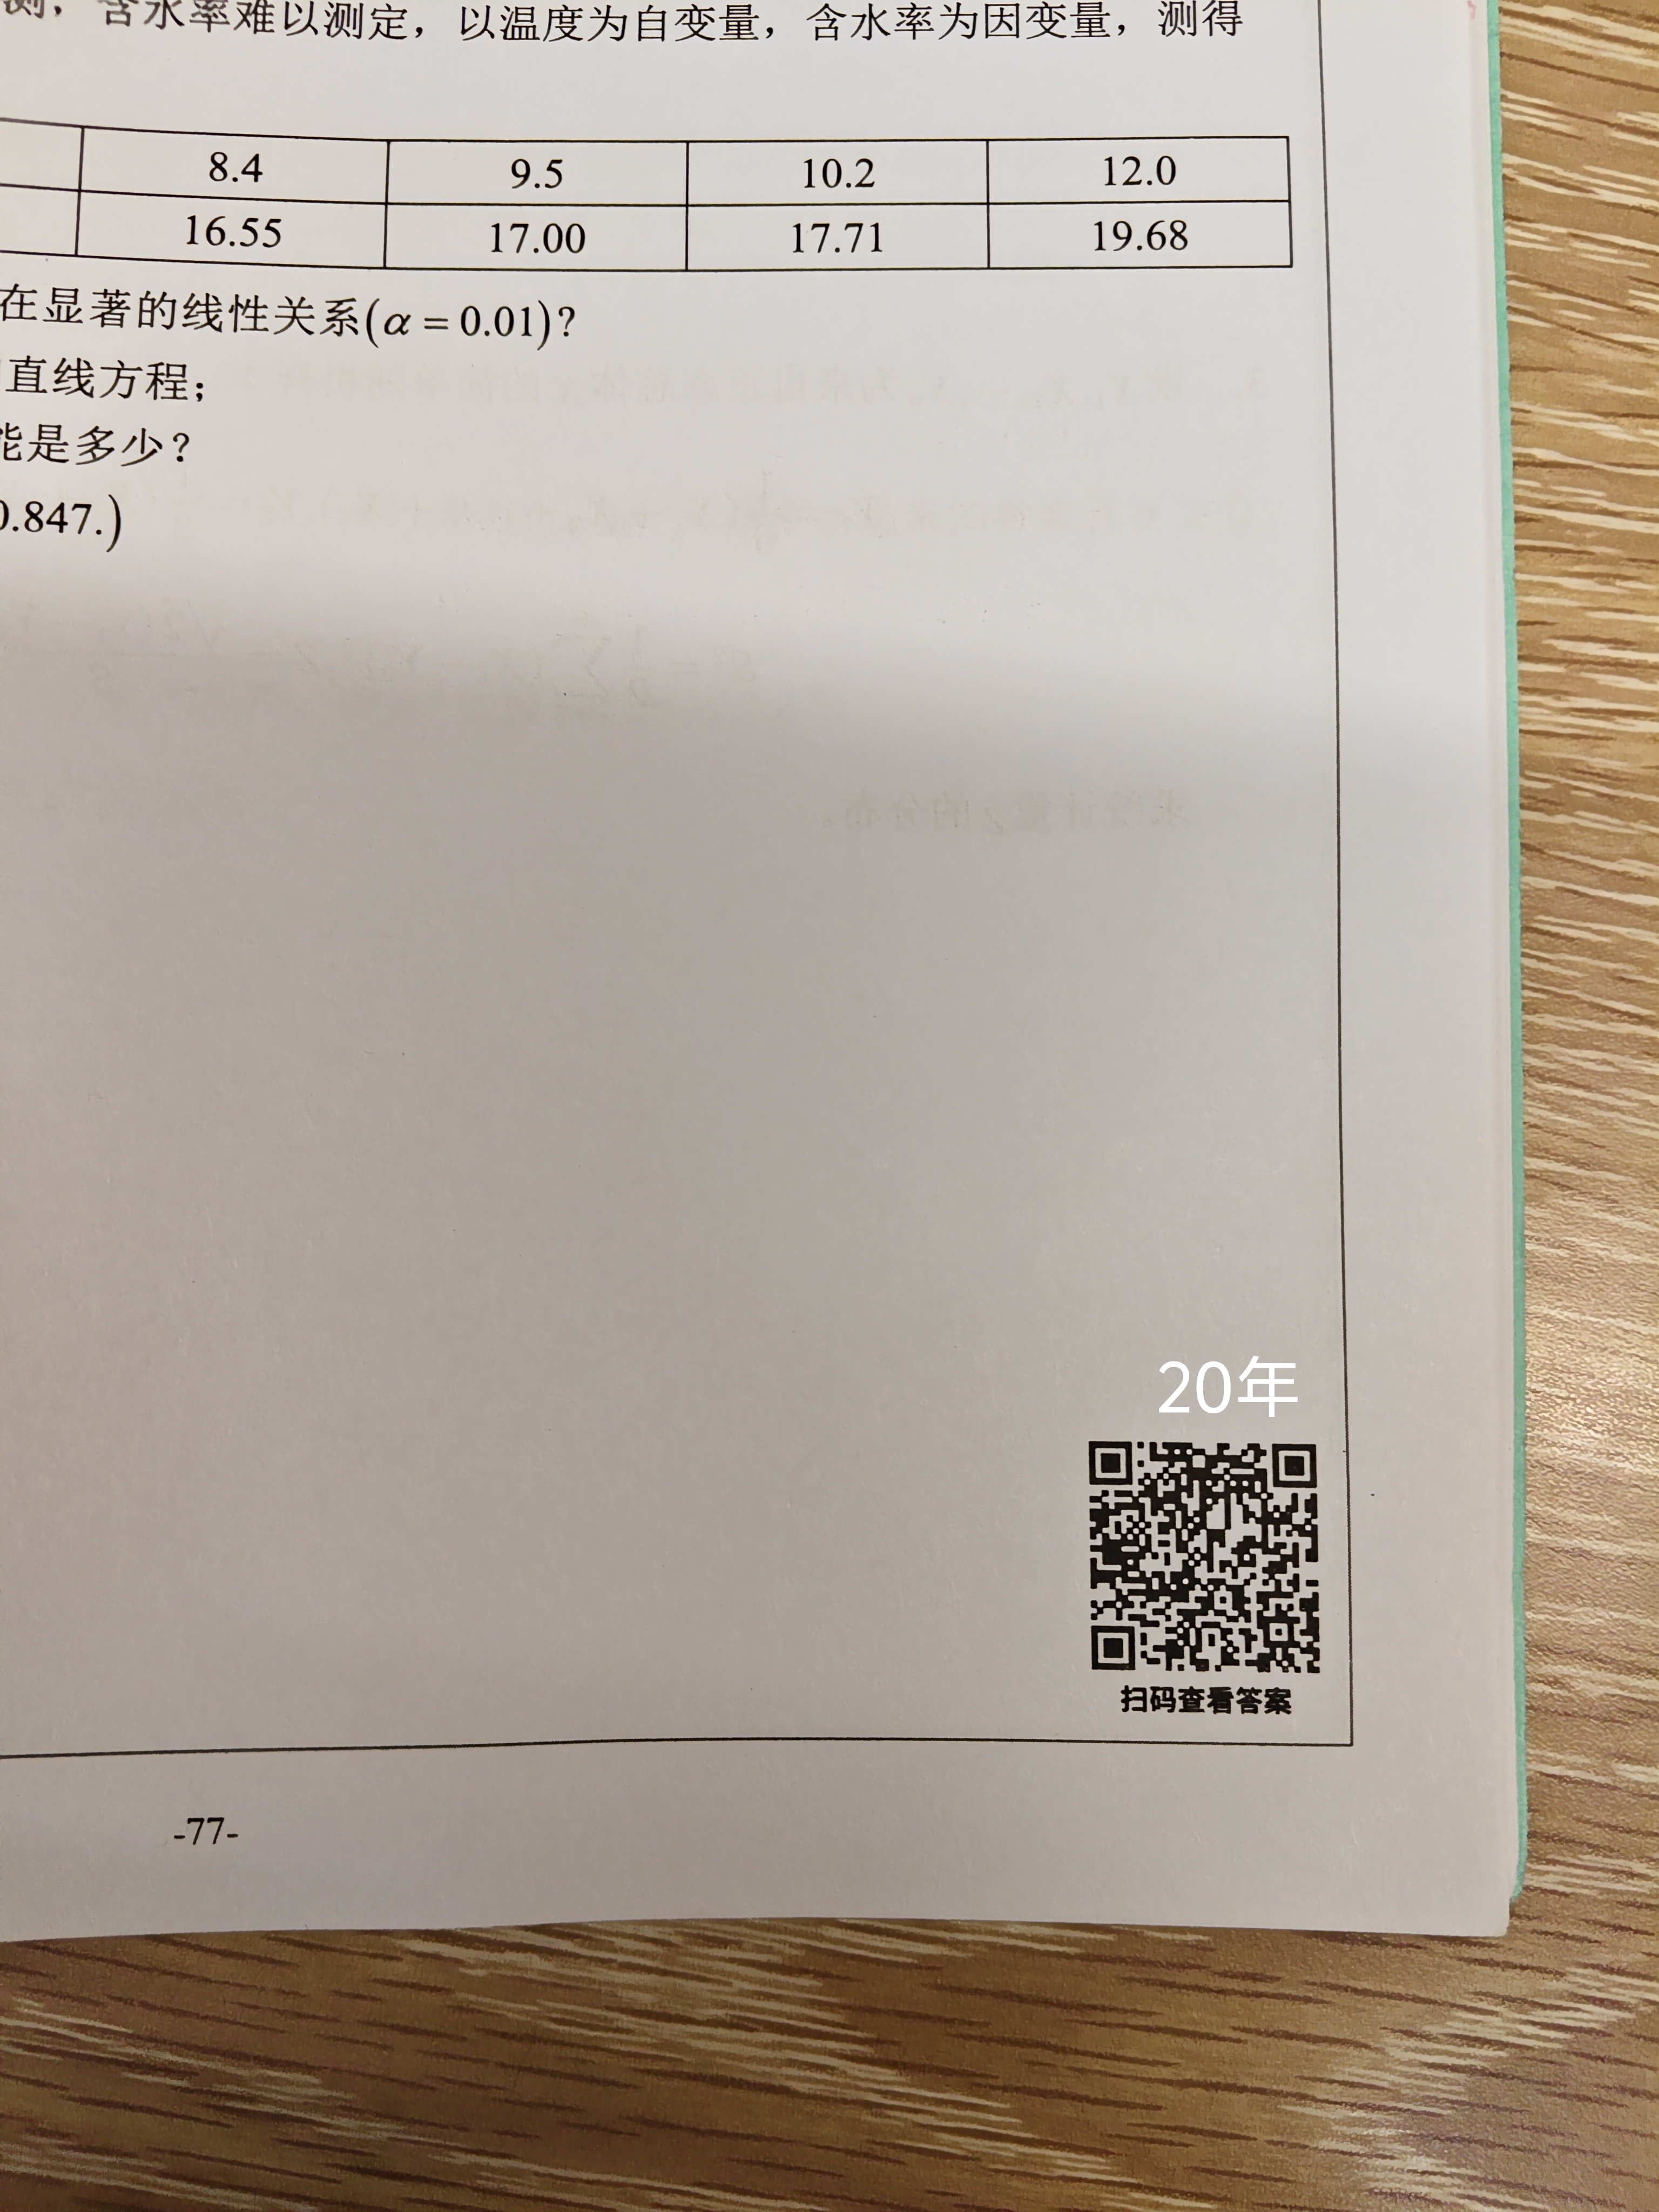 测，含水率难以测定，以温度为自变量，含水率为因变量，测得
8.4 9.5 10.2 12.0
16.55 17.00 17.71 19.68
在显著的线性关系(α = 0.01)?
直线方程；
能是多少？
0.847.)
20年
扫码查看答案
-77-